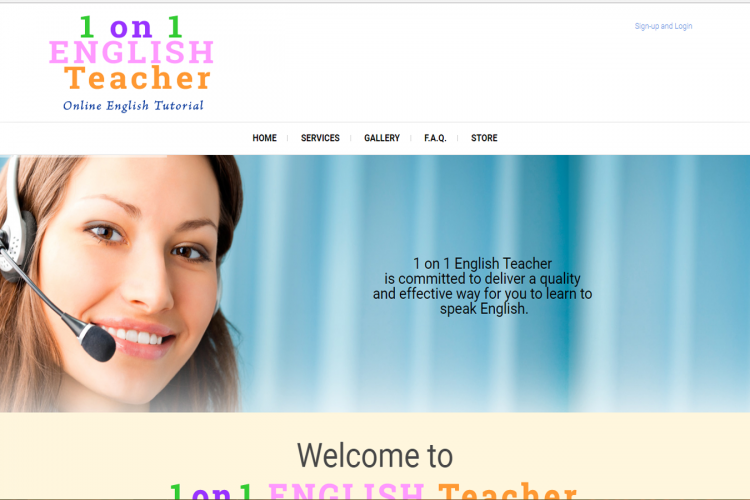 1 on 1
ENGLISH
Teacher
Online English Tutorial
Sign-up and Login
HOME
SERVICES
GALLERY
F.A.Q.
STORE
1 on 1 English Teacher
is committed to deliver a quality
and effective way for you to learn to
speak English.
Welcome to
1 on 1 ENGLISH Teacher